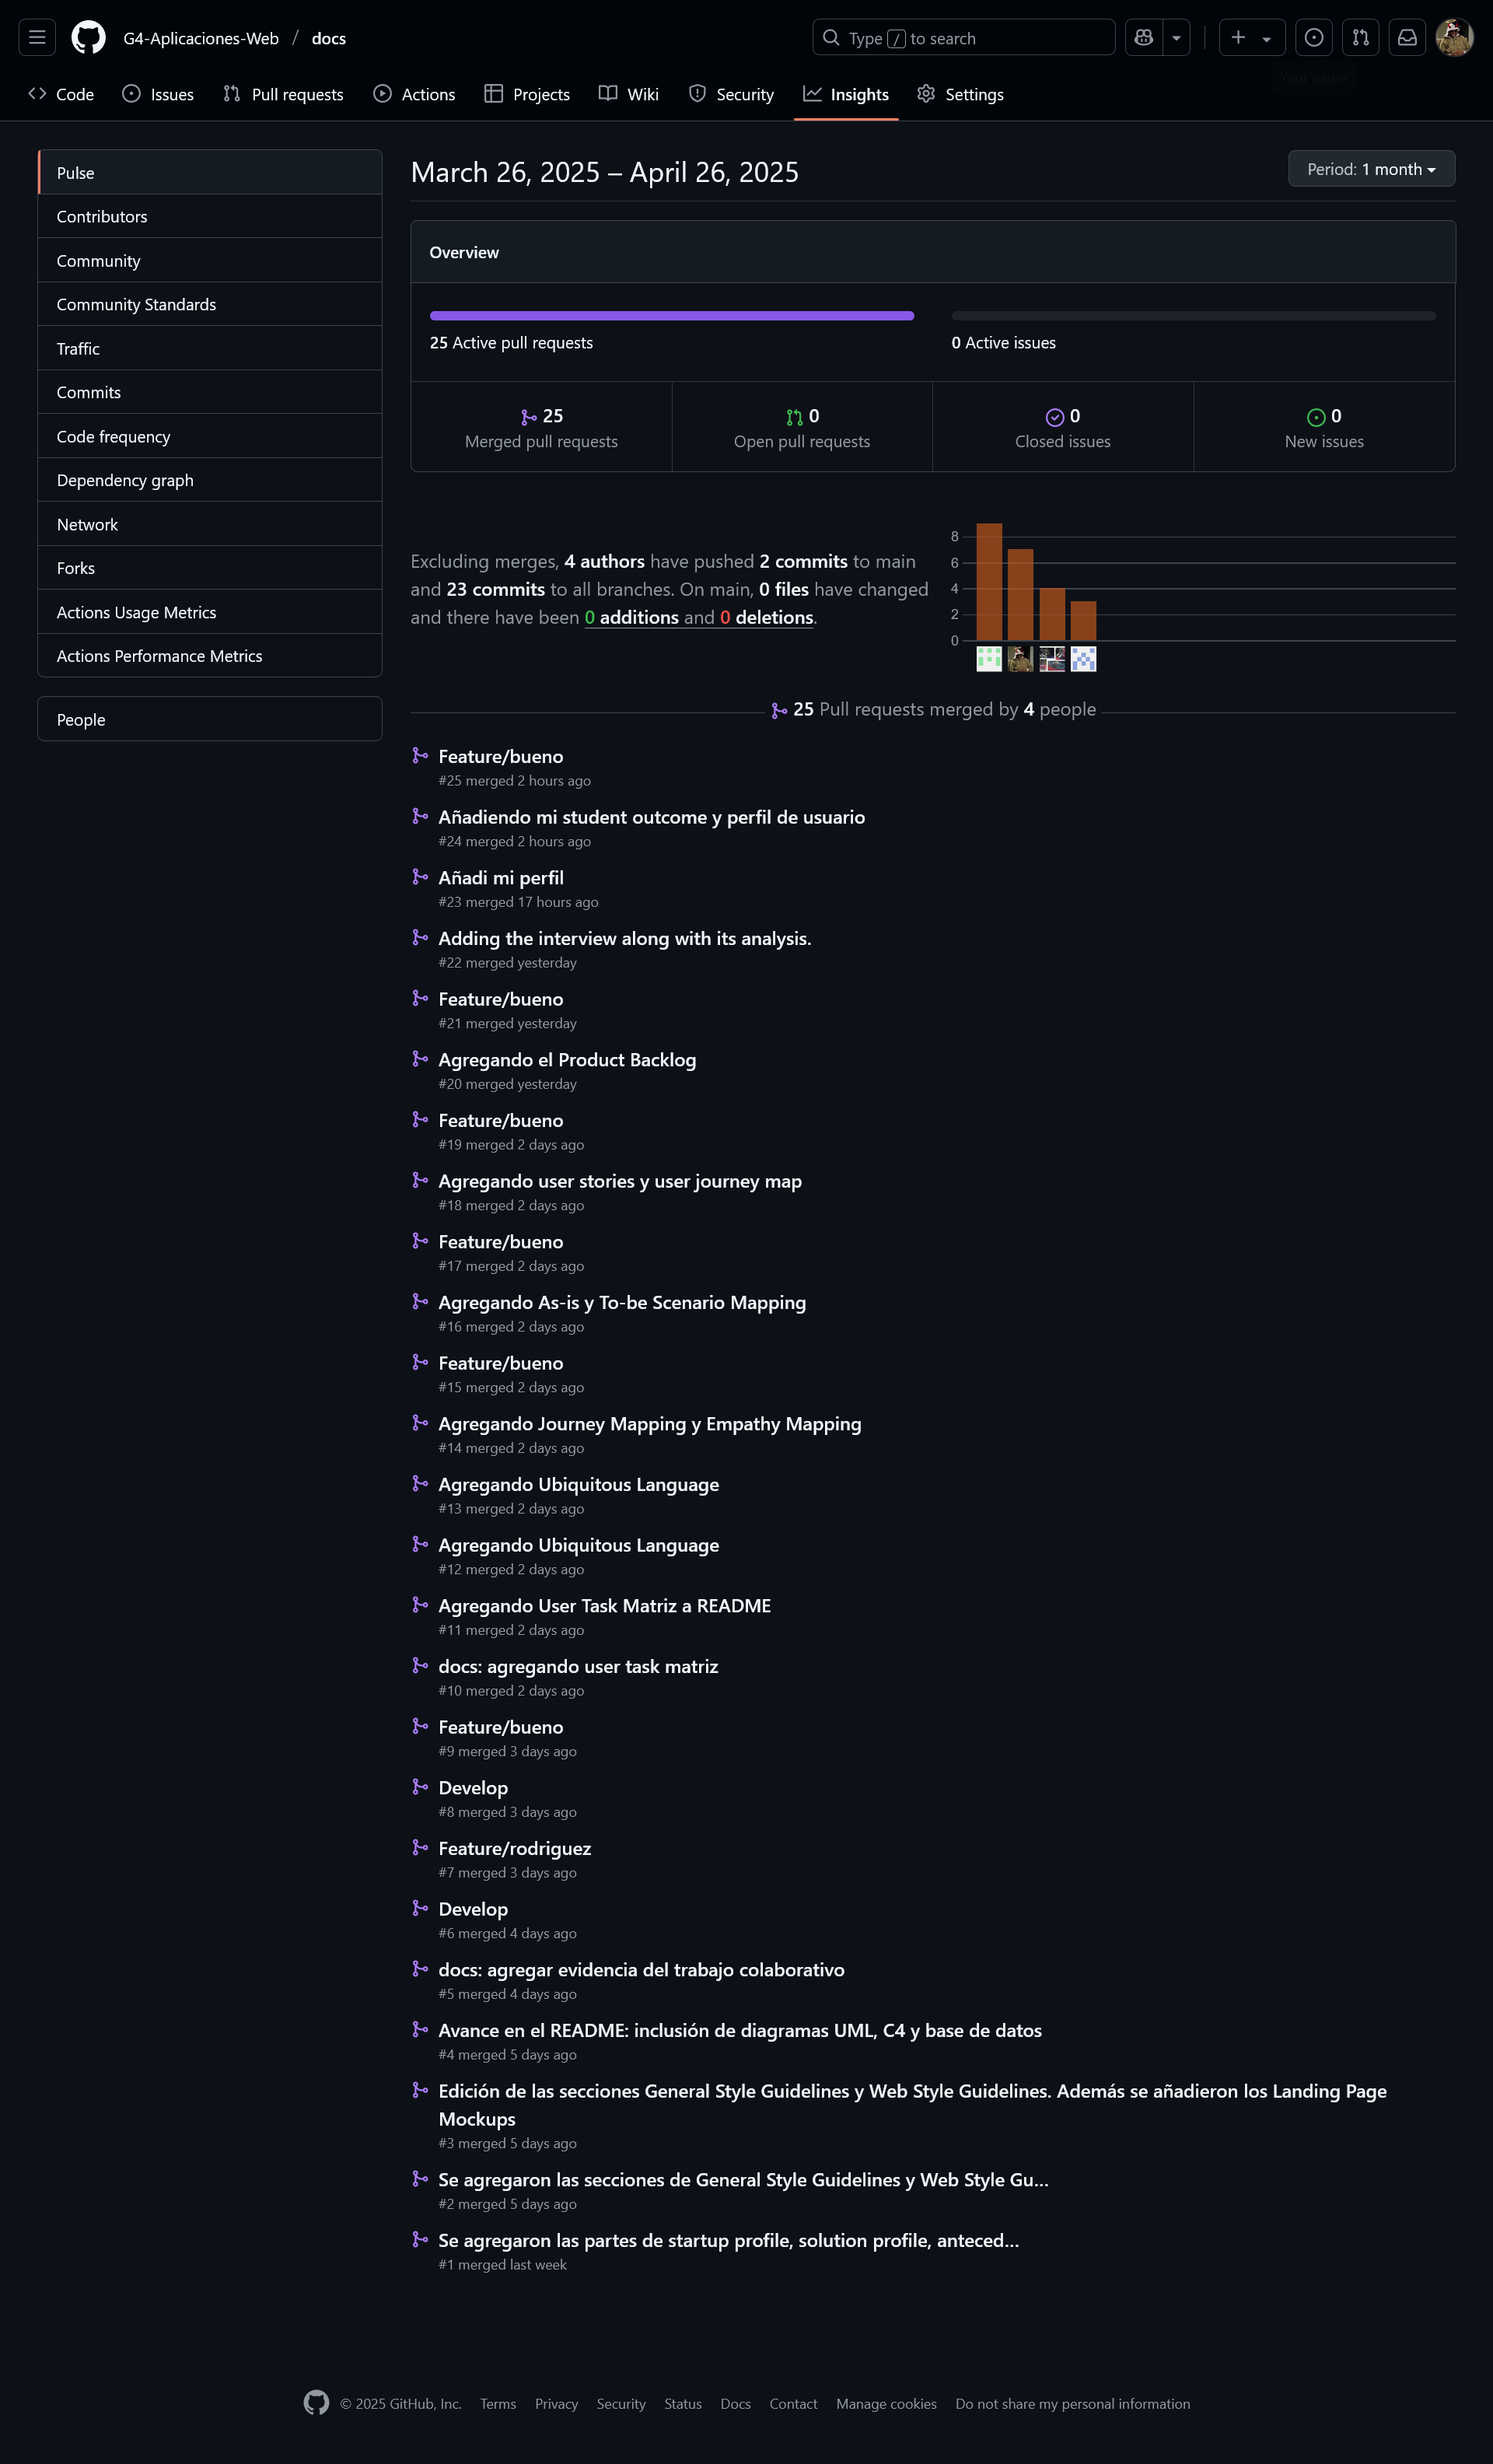 G4-Aplicaciones-Web / docs
Type / to search
Code Issues Pull requests Actions Projects Wiki Security Insights Settings
Your issues
Pulse
Contributors
Community
Community Standards
Traffic
Commits
Code frequency
Dependency graph
Network
Forks
Actions Usage Metrics
Actions Performance Metrics
People
March 26, 2025 – April 26, 2025
Period: 1 month
Overview
25 Active pull requests
0 Active issues
25
Merged pull requests
0
Open pull requests
0
Closed issues
0
New issues
Excluding merges, 4 authors have pushed 2 commits to main
and 23 commits to all branches. On main, 0 files have changed
and there have been 0 additions and 0 deletions.
8
6
4
2
0
25 Pull requests merged by 4 people
Feature/bueno
#25 merged 2 hours ago
Añadiendo mi student outcome y perfil de usuario
#24 merged 2 hours ago
Añadi mi perfil
#23 merged 17 hours ago
Adding the interview along with its analysis.
#22 merged yesterday
Feature/bueno
#21 merged yesterday
Agregando el Product Backlog
#20 merged yesterday
Feature/bueno
#19 merged 2 days ago
Agregando user stories y user journey map
#18 merged 2 days ago
Feature/bueno
#17 merged 2 days ago
Agregando As-is y To-be Scenario Mapping
#16 merged 2 days ago
Feature/bueno
#15 merged 2 days ago
Agregando Journey Mapping y Empathy Mapping
#14 merged 2 days ago
Agregando Ubiquitous Language
#13 merged 2 days ago
Agregando Ubiquitous Language
#12 merged 2 days ago
Agregando User Task Matriz a README
#11 merged 2 days ago
docs: agregando user task matriz
#10 merged 2 days ago
Feature/bueno
#9 merged 3 days ago
Develop
#8 merged 3 days ago
Feature/rodriguez
#7 merged 3 days ago
Develop
#6 merged 4 days ago
docs: agregar evidencia del trabajo colaborativo
#5 merged 4 days ago
Avance en el README: inclusión de diagramas UML, C4 y base de datos
#4 merged 5 days ago
Edición de las secciones General Style Guidelines y Web Style Guidelines. Además se añadieron los Landing Page
Mockups
#3 merged 5 days ago
Se agregaron las secciones de General Style Guidelines y Web Style Gu…
#2 merged 5 days ago
Se agregaron las partes de startup profile, solution profile, anteced…
#1 merged last week
© 2025 GitHub, Inc. Terms Privacy Security Status Docs Contact Manage cookies Do not share my personal information